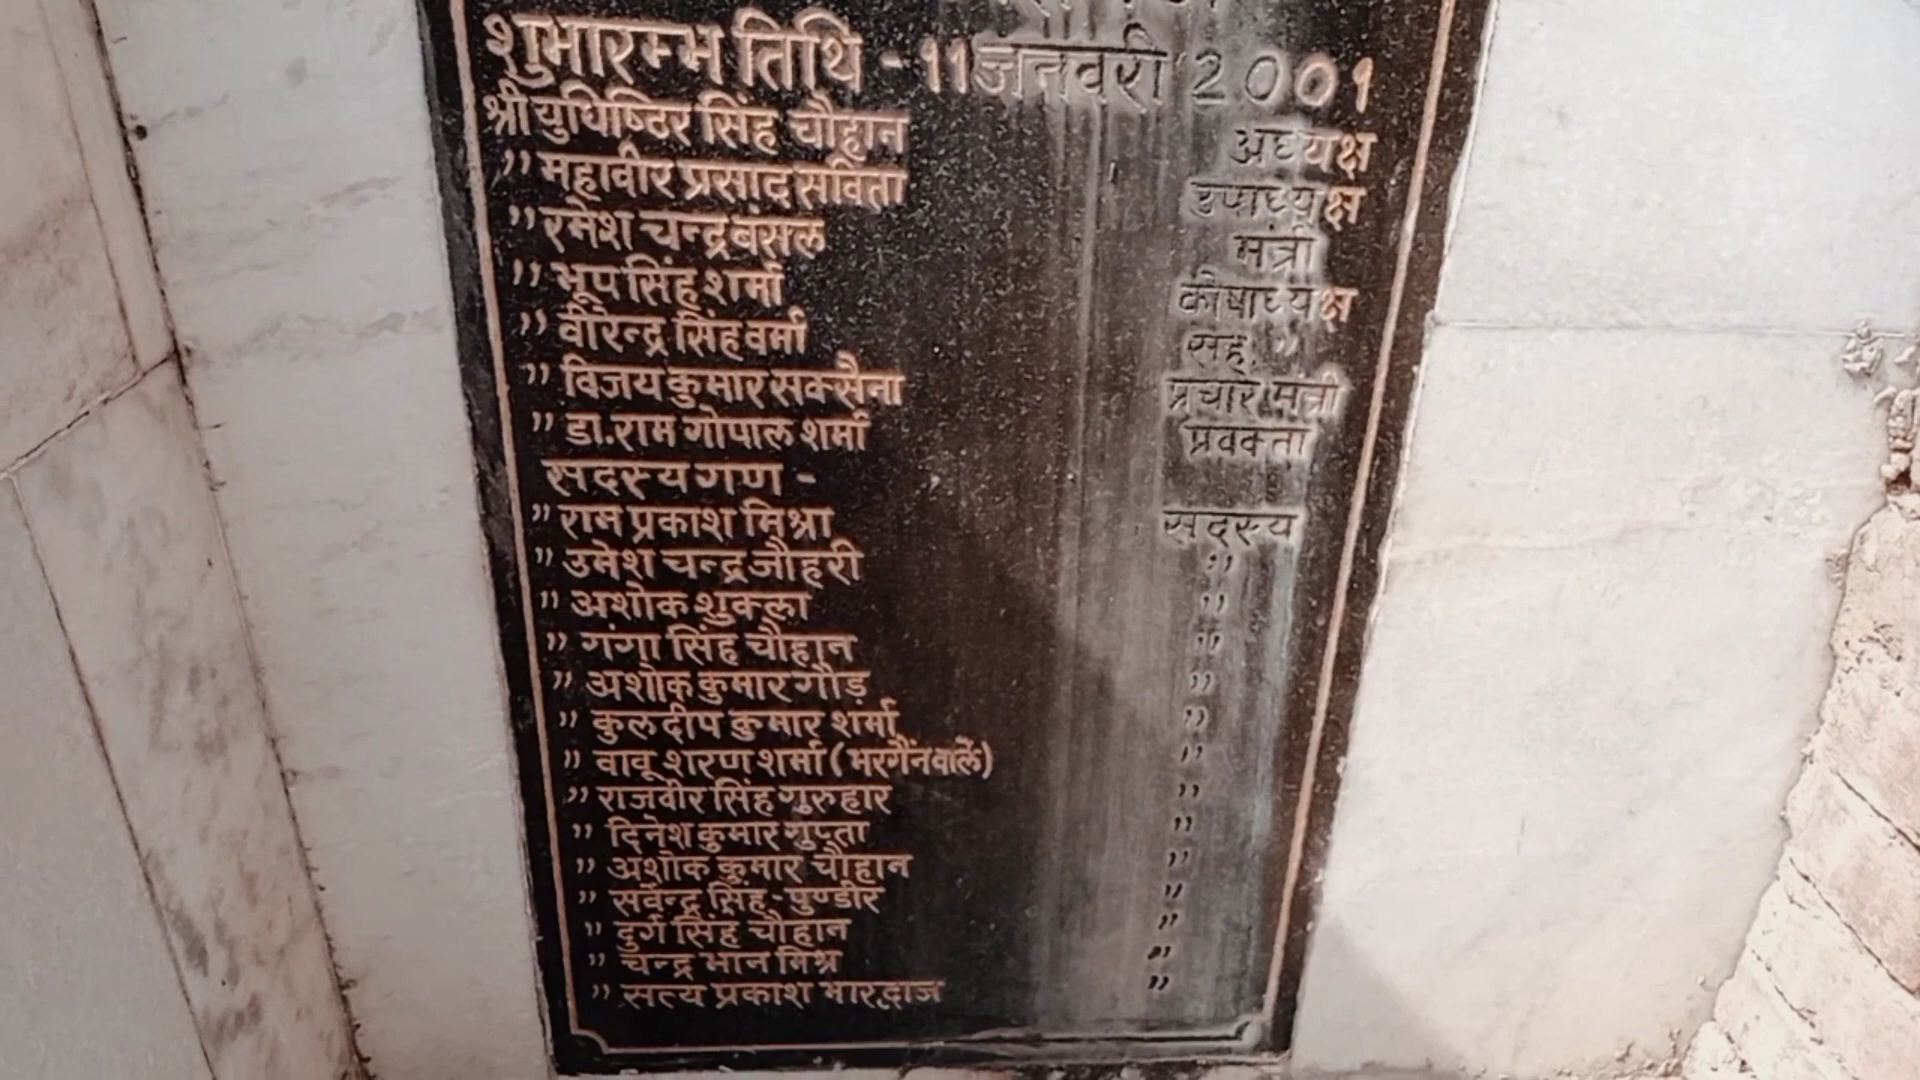 शुभारम्भ तिथि - 11 जनवरी 2001
श्री युधिष्ठिर सिंह चौहान अध्यक्ष
" महावीर प्रसाद सविता उपाध्यक्ष
" रमेश चन्द्र बंसल मंत्री
" भूप सिंह शर्मा कोषाध्यक्ष
" वीरेन्द्र सिंह वर्मा सह. "
" विजय कुमार सक्सैना प्रचार मंत्री
" डा. राम गोपाल शर्मा प्रवक्ता
सदस्य गण -
" राम प्रकाश मिश्रा सदस्य
" उमेश चन्द्र जौहरी "
" अशोक शुक्ला "
" गंगा सिंह चौहान "
" अशोक कुमार गौड़ "
" कुलदीप कुमार शर्मा "
" वावू शरण शर्मा (भरगैंन वाले) "
" राजवीर सिंह गुरुहार "
" दिनेश कुमार गुप्ता "
" अशोक कुमार चौहान "
" सर्वेन्द्र सिंह - पुण्डीर "
" दुर्ग सिंह चौहान "
" चन्द्र भान मिश्र "
" सत्य प्रकाश भारद्वाज "